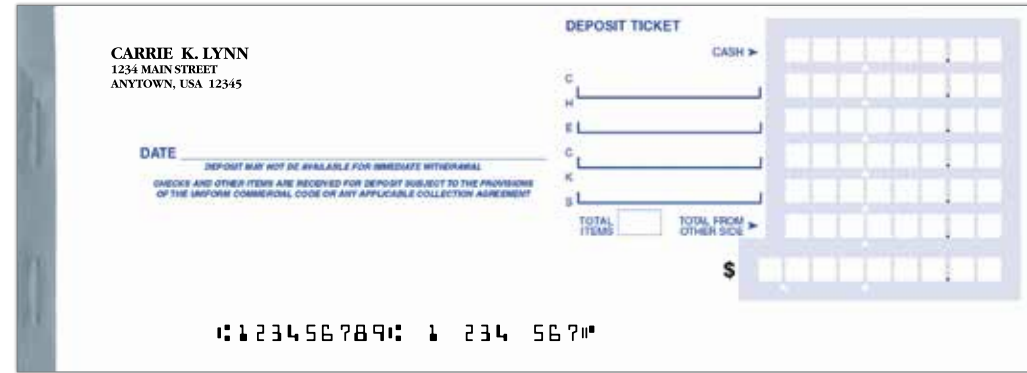 CARRIE K. LYNN
1234 MAIN STREET
ANYTOWN, USA 12345
DATE
DEPOSIT MAY NOT BE AVAILABLE FOR IMMEDIATE WITHDRAWAL
CHECKS AND OTHER ITEMS ARE RECEIVED FOR DEPOSIT SUBJECT TO THE PROVISIONS
OF THE UNIFORM COMMERCIAL CODE OR ANY APPLICABLE COLLECTION AGREEMENT
DEPOSIT TICKET
CASH ➤
C
H
E
C
K
S
TOTAL
ITEMS
TOTAL FROM
OTHER SIDE ➤
$
⑆123456789⑆ 1 234 567⑈